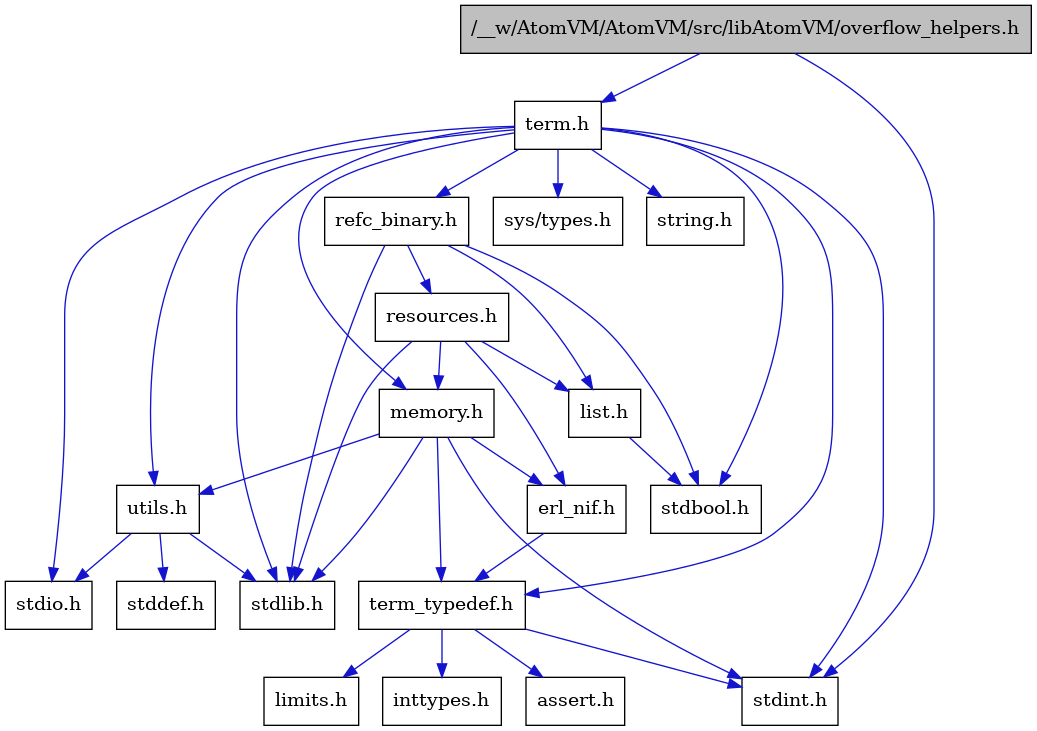 /__w/AtomVM/AtomVM/src/libAtomVM/overflow_helpers.h
term.h
refc_binary.h
sys/types.h
string.h
resources.h
memory.h
list.h
utils.h
erl_nif.h
stdbool.h
stdio.h
stddef.h
stdlib.h
term_typedef.h
limits.h
inttypes.h
assert.h
stdint.h